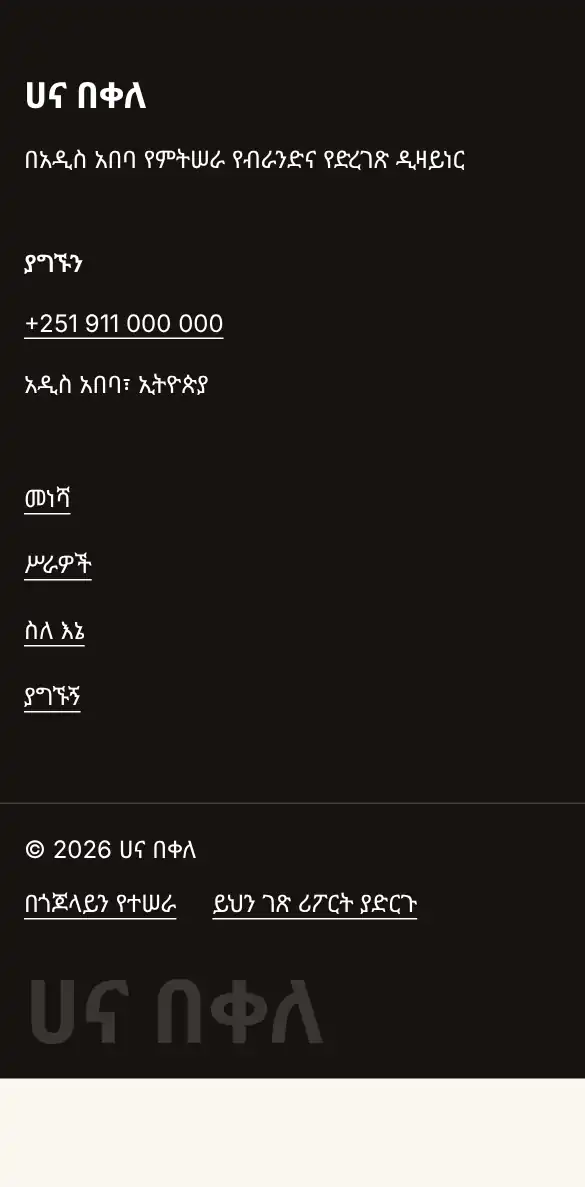 ሀና በቀለ
በአዲስ አበባ የምትሠራ የብራንድና የድረገጽ ዲዛይነር
ያግኙን
+251 911 000 000
አዲስ አበባ፣ ኢትዮጵያ
መነሻ
ሥራዎች
ስለ እኔ
ያግኙኝ
© 2026 ሀና በቀለ
በጎጆላይን የተሠራ ይህን ገጽ ሪፖርት ያድርጉ
ሀና በቀለ